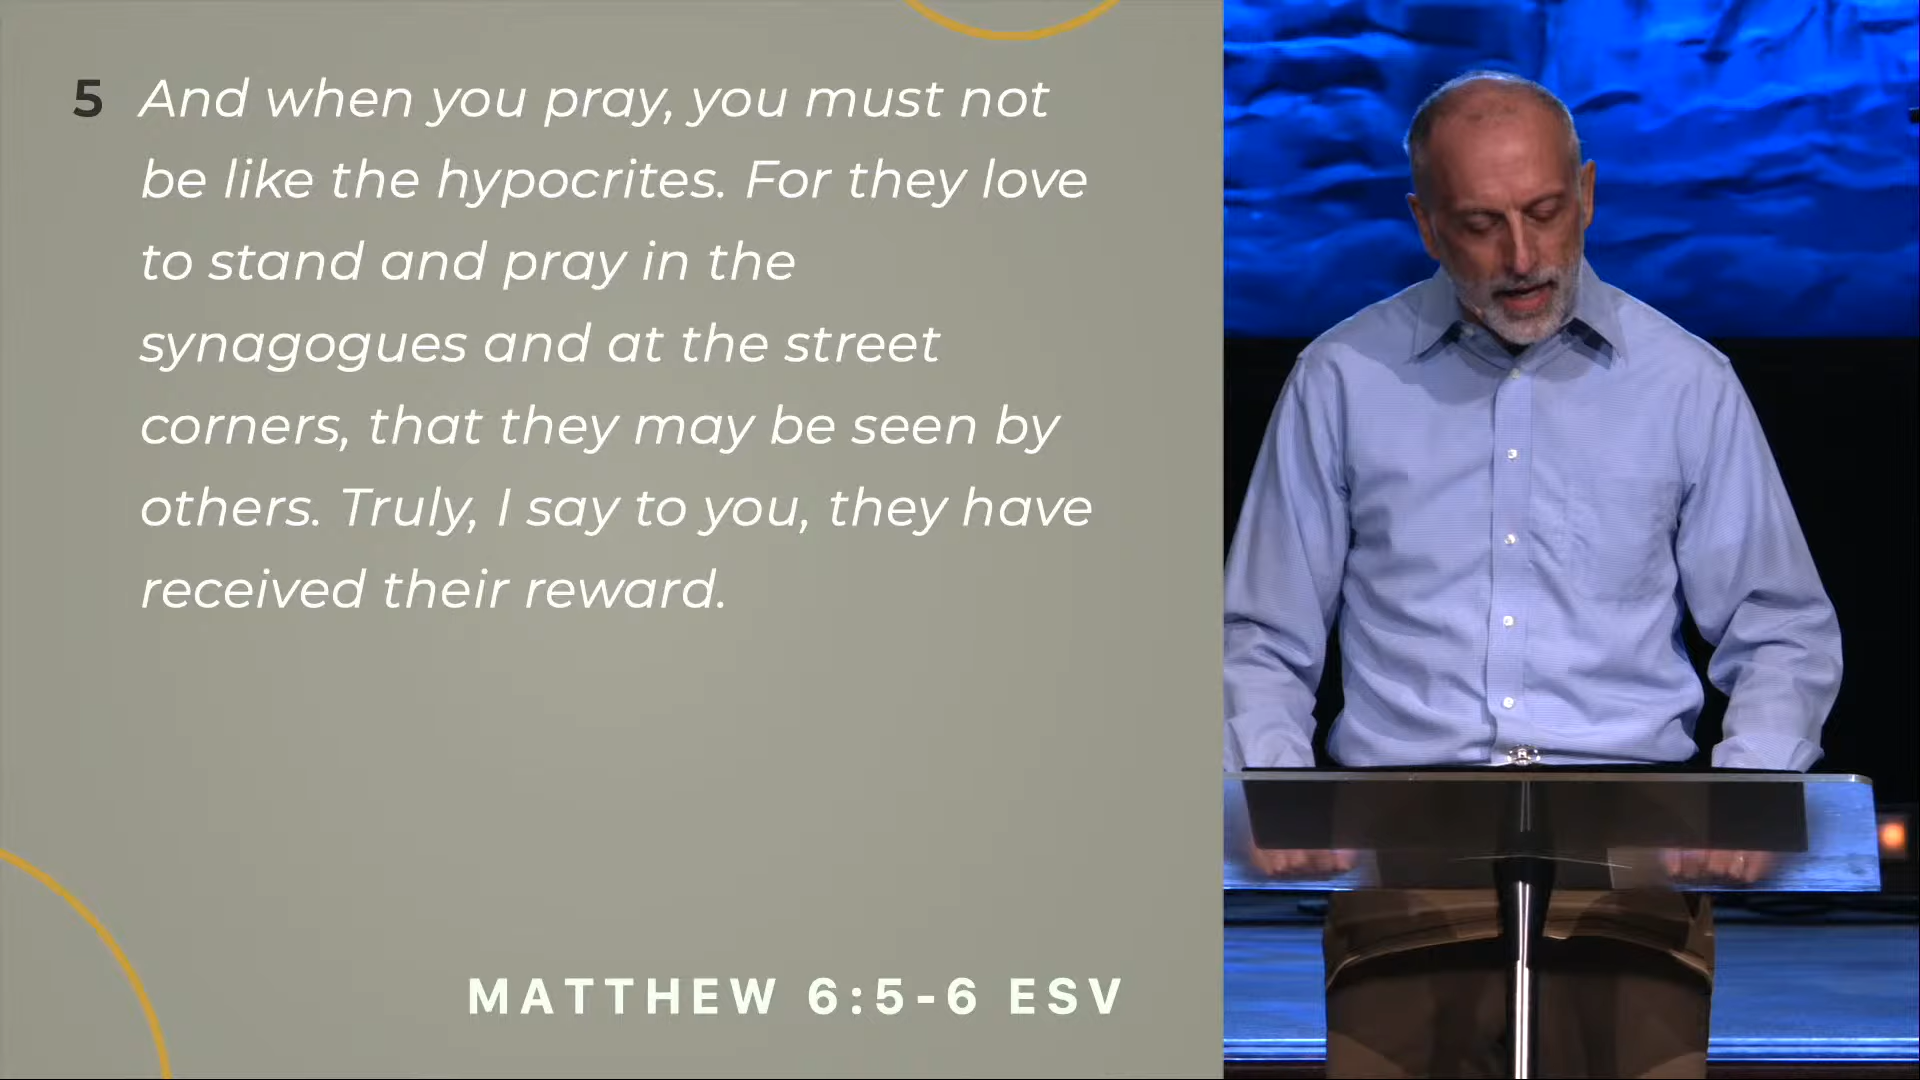 5 And when you pray, you must not
be like the hypocrites. For they love
to stand and pray in the
synagogues and at the street
corners, that they may be seen by
others. Truly, I say to you, they have
received their reward.
MATTHEW 6:5-6 ESV